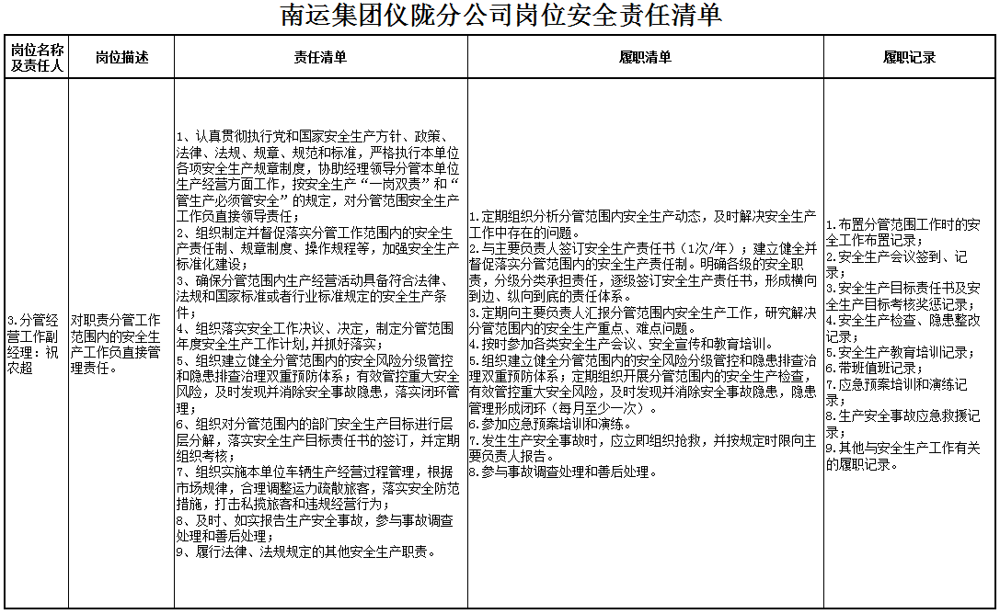 南运集团仪陇分公司岗位安全责任清单
岗位名称
及责任人
岗位描述
责任清单
履职清单
履职记录
3.分管经
营工作副
经理：祝
农超
对职责分管工作
范围内的安全生
产工作负直接管
理责任。
1、认真贯彻执行党和国家安全生产方针、政策、
法律、法规、规章、规范和标准，严格执行本单位
各项安全生产规章制度，协助经理领导分管本单位
生产经营方面工作，按安全生产“一岗双责”和“
管生产必须管安全”的规定，对分管范围安全生产
工作负直接领导责任；
2、组织制定并督促落实分管工作范围内的安全生
产责任制、规章制度、操作规程等，加强安全生产
标准化建设；
3、确保分管范围内生产经营活动具备符合法律、
法规和国家标准或者行业标准规定的安全生产条
件；
4、组织落实安全工作决议、决定，制定分管范围
年度安全生产工作计划,并抓好落实；
5、组织建立健全分管范围内的安全风险分级管控
和隐患排查治理双重预防体系；有效管控重大安全
风险，及时发现并消除安全事故隐患，落实闭环管
理；
6、组织对分管范围内的部门安全生产目标进行层
层分解，落实安全生产目标责任书的签订，并定期
组织考核；
7、组织实施本单位车辆生产经营过程管理，根据
市场规律，合理调整运力疏散旅客，落实安全防范
措施，打击私揽旅客和违规经营行为；
8、及时、如实报告生产安全事故，参与事故调查
处理和善后处理；
9、履行法律、法规规定的其他安全生产职责。
1.定期组织分析分管范围内安全生产动态，及时解决安全生产
工作中存在的问题。
2.与主要负责人签订安全生产责任书（1次/年）；建立健全并
督促落实分管范围内的安全生产责任制。明确各级的安全职
责，分级分类承担责任，逐级签订安全生产责任书，形成横向
到边、纵向到底的责任体系。
3.定期向主要负责人汇报分管范围内安全生产工作，研究解决
分管范围内的安全生产重点、难点问题。
4.按时参加各类安全生产会议、安全宣传和教育培训。
5.组织建立健全分管范围内的安全风险分级管控和隐患排查治
理双重预防体系；定期组织开展分管范围内的安全生产检查，
有效管控重大安全风险，及时发现并消除安全事故隐患，隐患
管理形成闭环（每月至少一次）。
6.参加应急预案培训和演练。
7.发生生产安全事故时，应立即组织抢救，并按规定时限向主
要负责人报告。
8.参与事故调查处理和善后处理。
1.布置分管范围工作时的安
全工作布置记录；
2.安全生产会议签到、记
录；
3.安全生产目标责任书及安
全生产目标考核奖惩记录；
4.安全生产检查、隐患整改
记录；
5.安全生产教育培训记录；
6.带班值班记录；
7.应急预案培训和演练记
录；
8.生产安全事故应急救援记
录；
9.其他与安全生产工作有关
的履职记录。